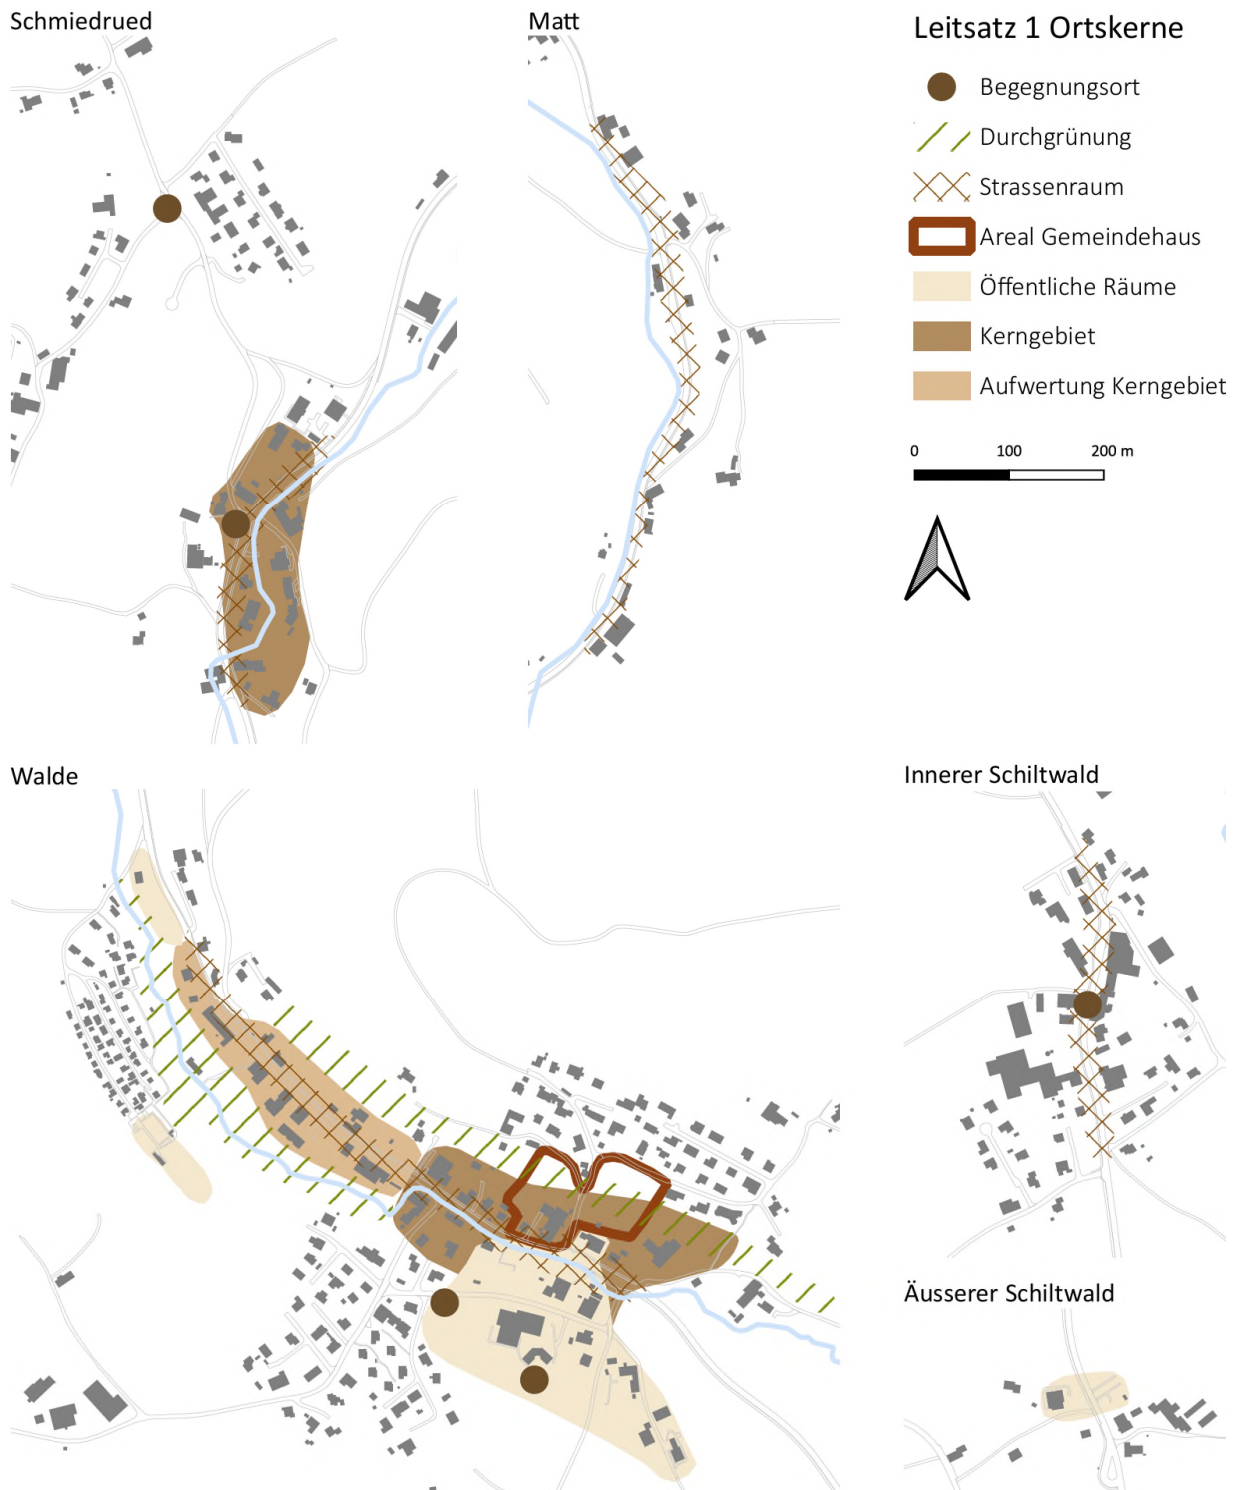 Schmiedrued
Matt
Leitsatz 1 Ortskerne
Begegnungsort
Durchgrünung
Strassenraum
Areal Gemeindehaus
Öffentliche Räume
Kerngebiet
Aufwertung Kerngebiet
0 100 200 m
Walde
Innerer Schiltwald
Äusserer Schiltwald